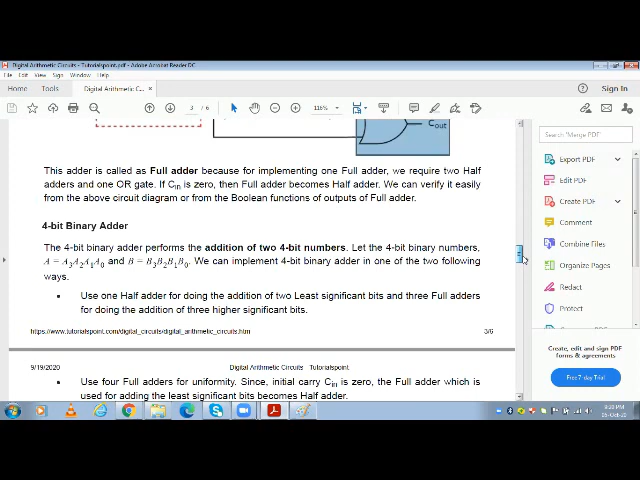 Digital Arithmetic Circuits - Tutorialspoint.pdf - Adobe Acrobat Reader DC
File Edit View Sign Window Help
Home Tools Digital Arithmetic C... × Sign In
3 / 6 116%
C_out
This adder is called as Full adder because for implementing one Full adder, we require two Half
adders and one OR gate. If C_in is zero, then Full adder becomes Half adder. We can verify it easily
from the above circuit diagram or from the Boolean functions of outputs of Full adder.
4-bit Binary Adder
The 4-bit binary adder performs the addition of two 4-bit numbers. Let the 4-bit binary numbers,
A = A₃A₂A₁A₀ and B = B₃B₂B₁B₀. We can implement 4-bit binary adder in one of the two following
ways.
• Use one Half adder for doing the addition of two Least significant bits and three Full adders
for doing the addition of three higher significant bits.
https://www.tutorialspoint.com/digital_circuits/digital_arithmetic_circuits.htm 3/6
9/19/2020 Digital Arithmetic Circuits Tutorialspoint
• Use four Full adders for uniformity. Since, initial carry C_in is zero, the Full adder which is
used for adding the least significant bits becomes Half adder.
Search 'Merge PDF'
Export PDF
Edit PDF
Create PDF
Comment
Combine Files
Organize Pages
Redact
Protect
Create, edit and sign PDF
forms & agreements
Free 7-day Trial